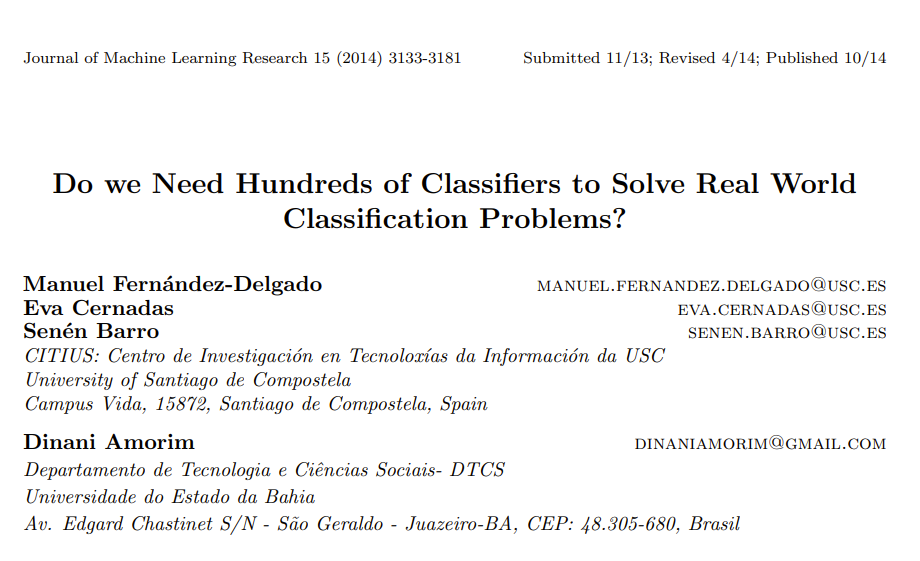 Journal of Machine Learning Research 15 (2014) 3133-3181 Submitted 11/13; Revised 4/14; Published 10/14
Do we Need Hundreds of Classifiers to Solve Real World
Classification Problems?
Manuel Fernández-Delgado manuel.fernandez.delgado@usc.es
Eva Cernadas eva.cernadas@usc.es
Senén Barro senen.barro@usc.es
CITIUS: Centro de Investigación en Tecnoloxías da Información da USC
University of Santiago de Compostela
Campus Vida, 15872, Santiago de Compostela, Spain
Dinani Amorim dinaniamorim@gmail.com
Departamento de Tecnologia e Ciências Sociais- DTCS
Universidade do Estado da Bahia
Av. Edgard Chastinet S/N - São Geraldo - Juazeiro-BA, CEP: 48.305-680, Brasil